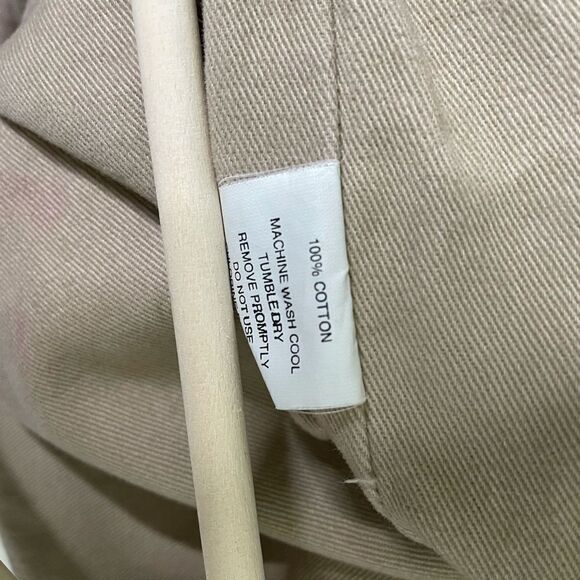 100% COTTON
MACHINE WASH COOL
TUMBLE DRY
REMOVE PROMPTLY
DO NOT USE